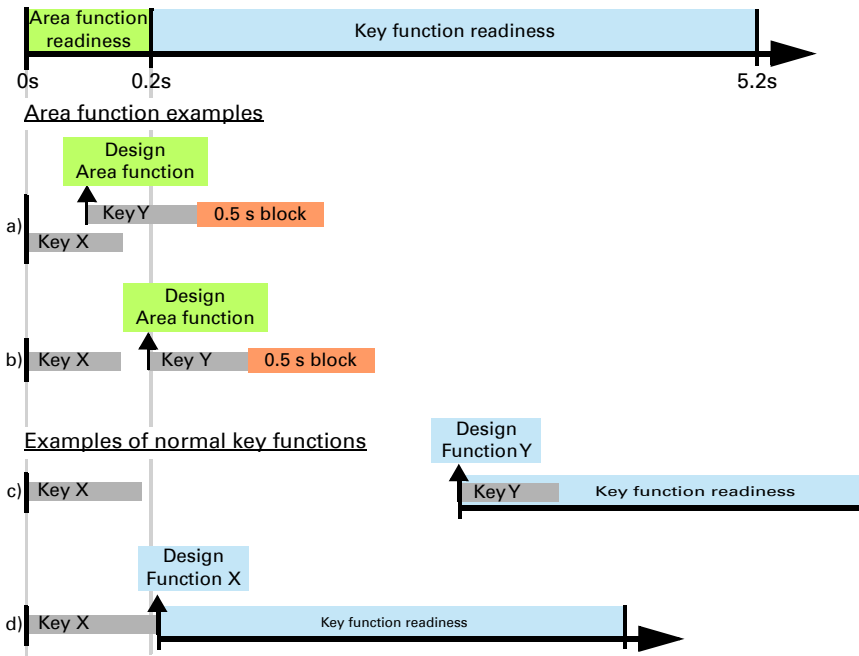 Area function
readiness
Key function readiness
0s
0.2s
5.2s
Area function examples
Design
Area function
a)
Key Y
0.5 s block
Key X
Design
Area function
b)
Key X
Key Y
0.5 s block
Examples of normal key functions
Design
Function Y
c)
Key X
Key Y
Key function readiness
Design
Function X
d)
Key X
Key function readiness